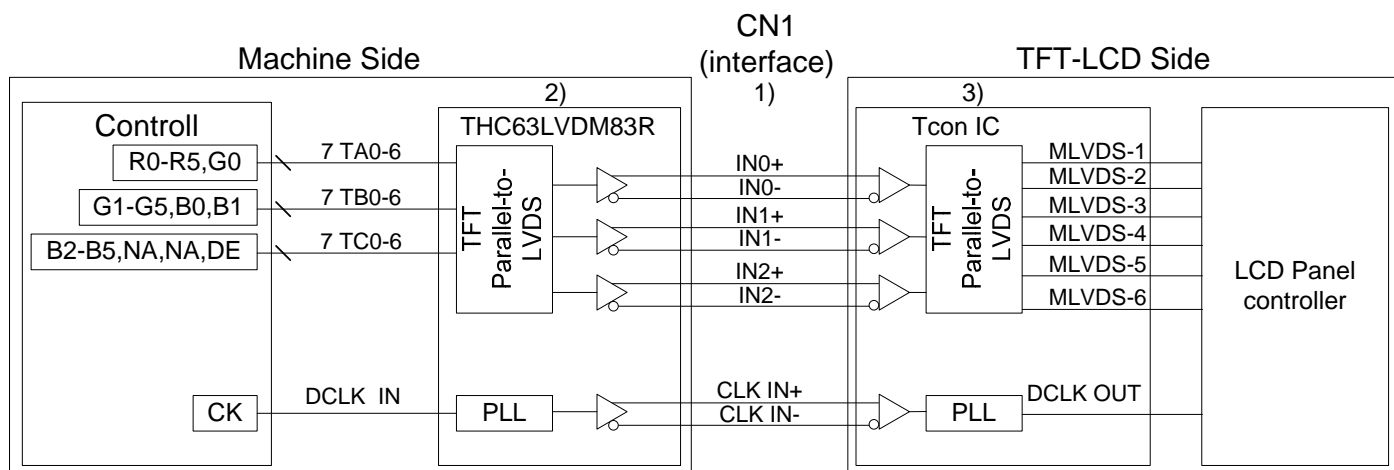 CN1
(interface)
1)
Machine Side
TFT-LCD Side
Controll
R0-R5,G0
G1-G5,B0,B1
B2-B5,NA,NA,DE
CK
7 TA0-6
7 TB0-6
7 TC0-6
DCLK IN
2)
THC63LVDM83R
TFT
Parallel-to-
LVDS
PLL
IN0+
IN0-
IN1+
IN1-
IN2+
IN2-
CLK IN+
CLK IN-
3)
Tcon IC
TFT
Parallel-to-
LVDS
PLL
MLVDS-1
MLVDS-2
MLVDS-3
MLVDS-4
MLVDS-5
MLVDS-6
DCLK OUT
LCD Panel
controller